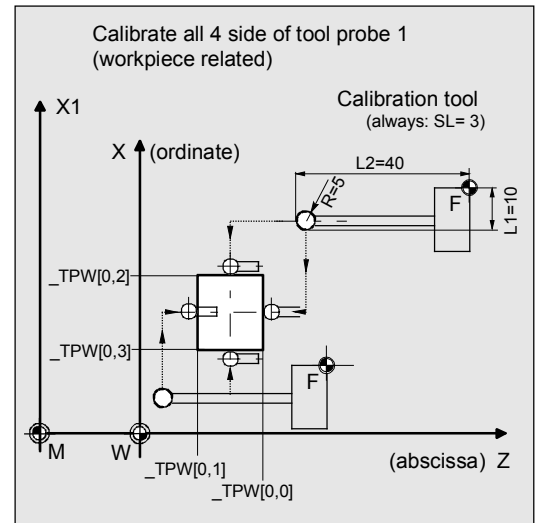 Calibrate all 4 side of tool probe 1
(workpiece related)
Calibration tool
(always: SL= 3)
X1
X
(ordinate)
L2=40
R=5
F
L1=10
_TPW[0,2]
_TPW[0,3]
F
M
W
_TPW[0,1]
_TPW[0,0]
(abscissa) Z